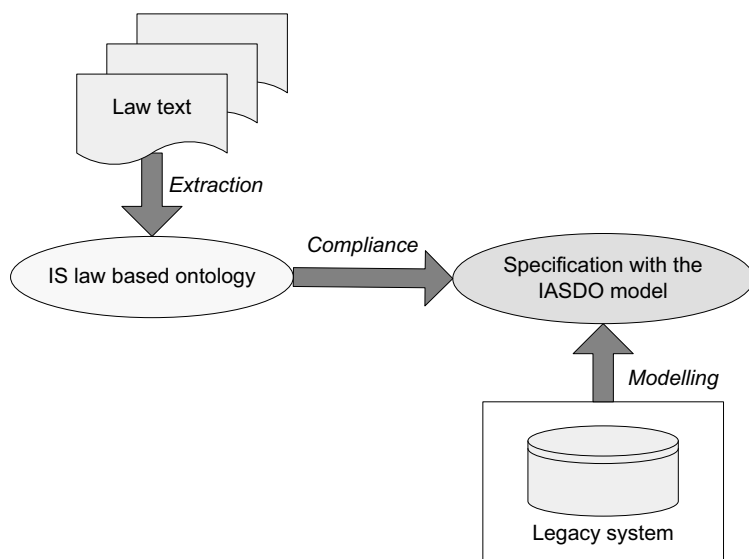 Law text
Extraction
Compliance
IS law based ontology
Specification with the
IASDO model
Modelling
Legacy system